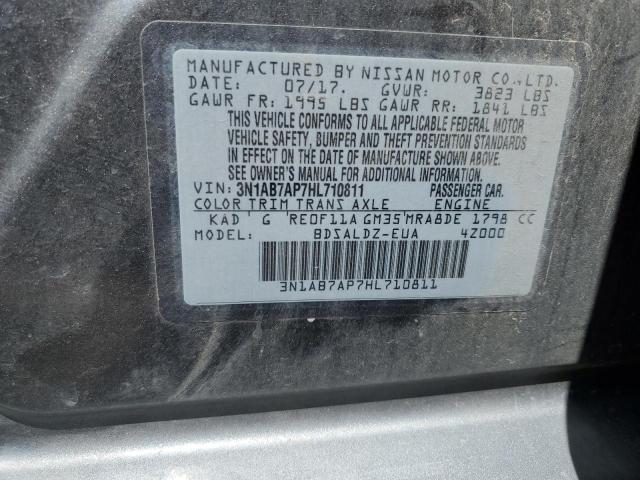 MANUFACTURED BY NISSAN MOTOR CO.,LTD.
DATE: 07/17. GVWR: 3823 LBS
GAWR FR: 1995 LBS GAWR RR: 1841 LBS
THIS VEHICLE CONFORMS TO ALL APPLICABLE FEDERAL MOTOR
VEHICLE SAFETY, BUMPER AND THEFT PREVENTION STANDARDS
IN EFFECT ON THE DATE OF MANUFACTURE SHOWN ABOVE.
SEE OWNER'S MANUAL FOR ADDITIONAL INFORMATION.
VIN: 3N1AB7AP7HL710811 PASSENGER CAR.
COLOR TRIM TRANS AXLE ENGINE
KAD G RE0F11A GM35 MRA8DE 1798 CC
MODEL: BDSALDZ-EUA 4Z000
3N1AB7AP7HL710811